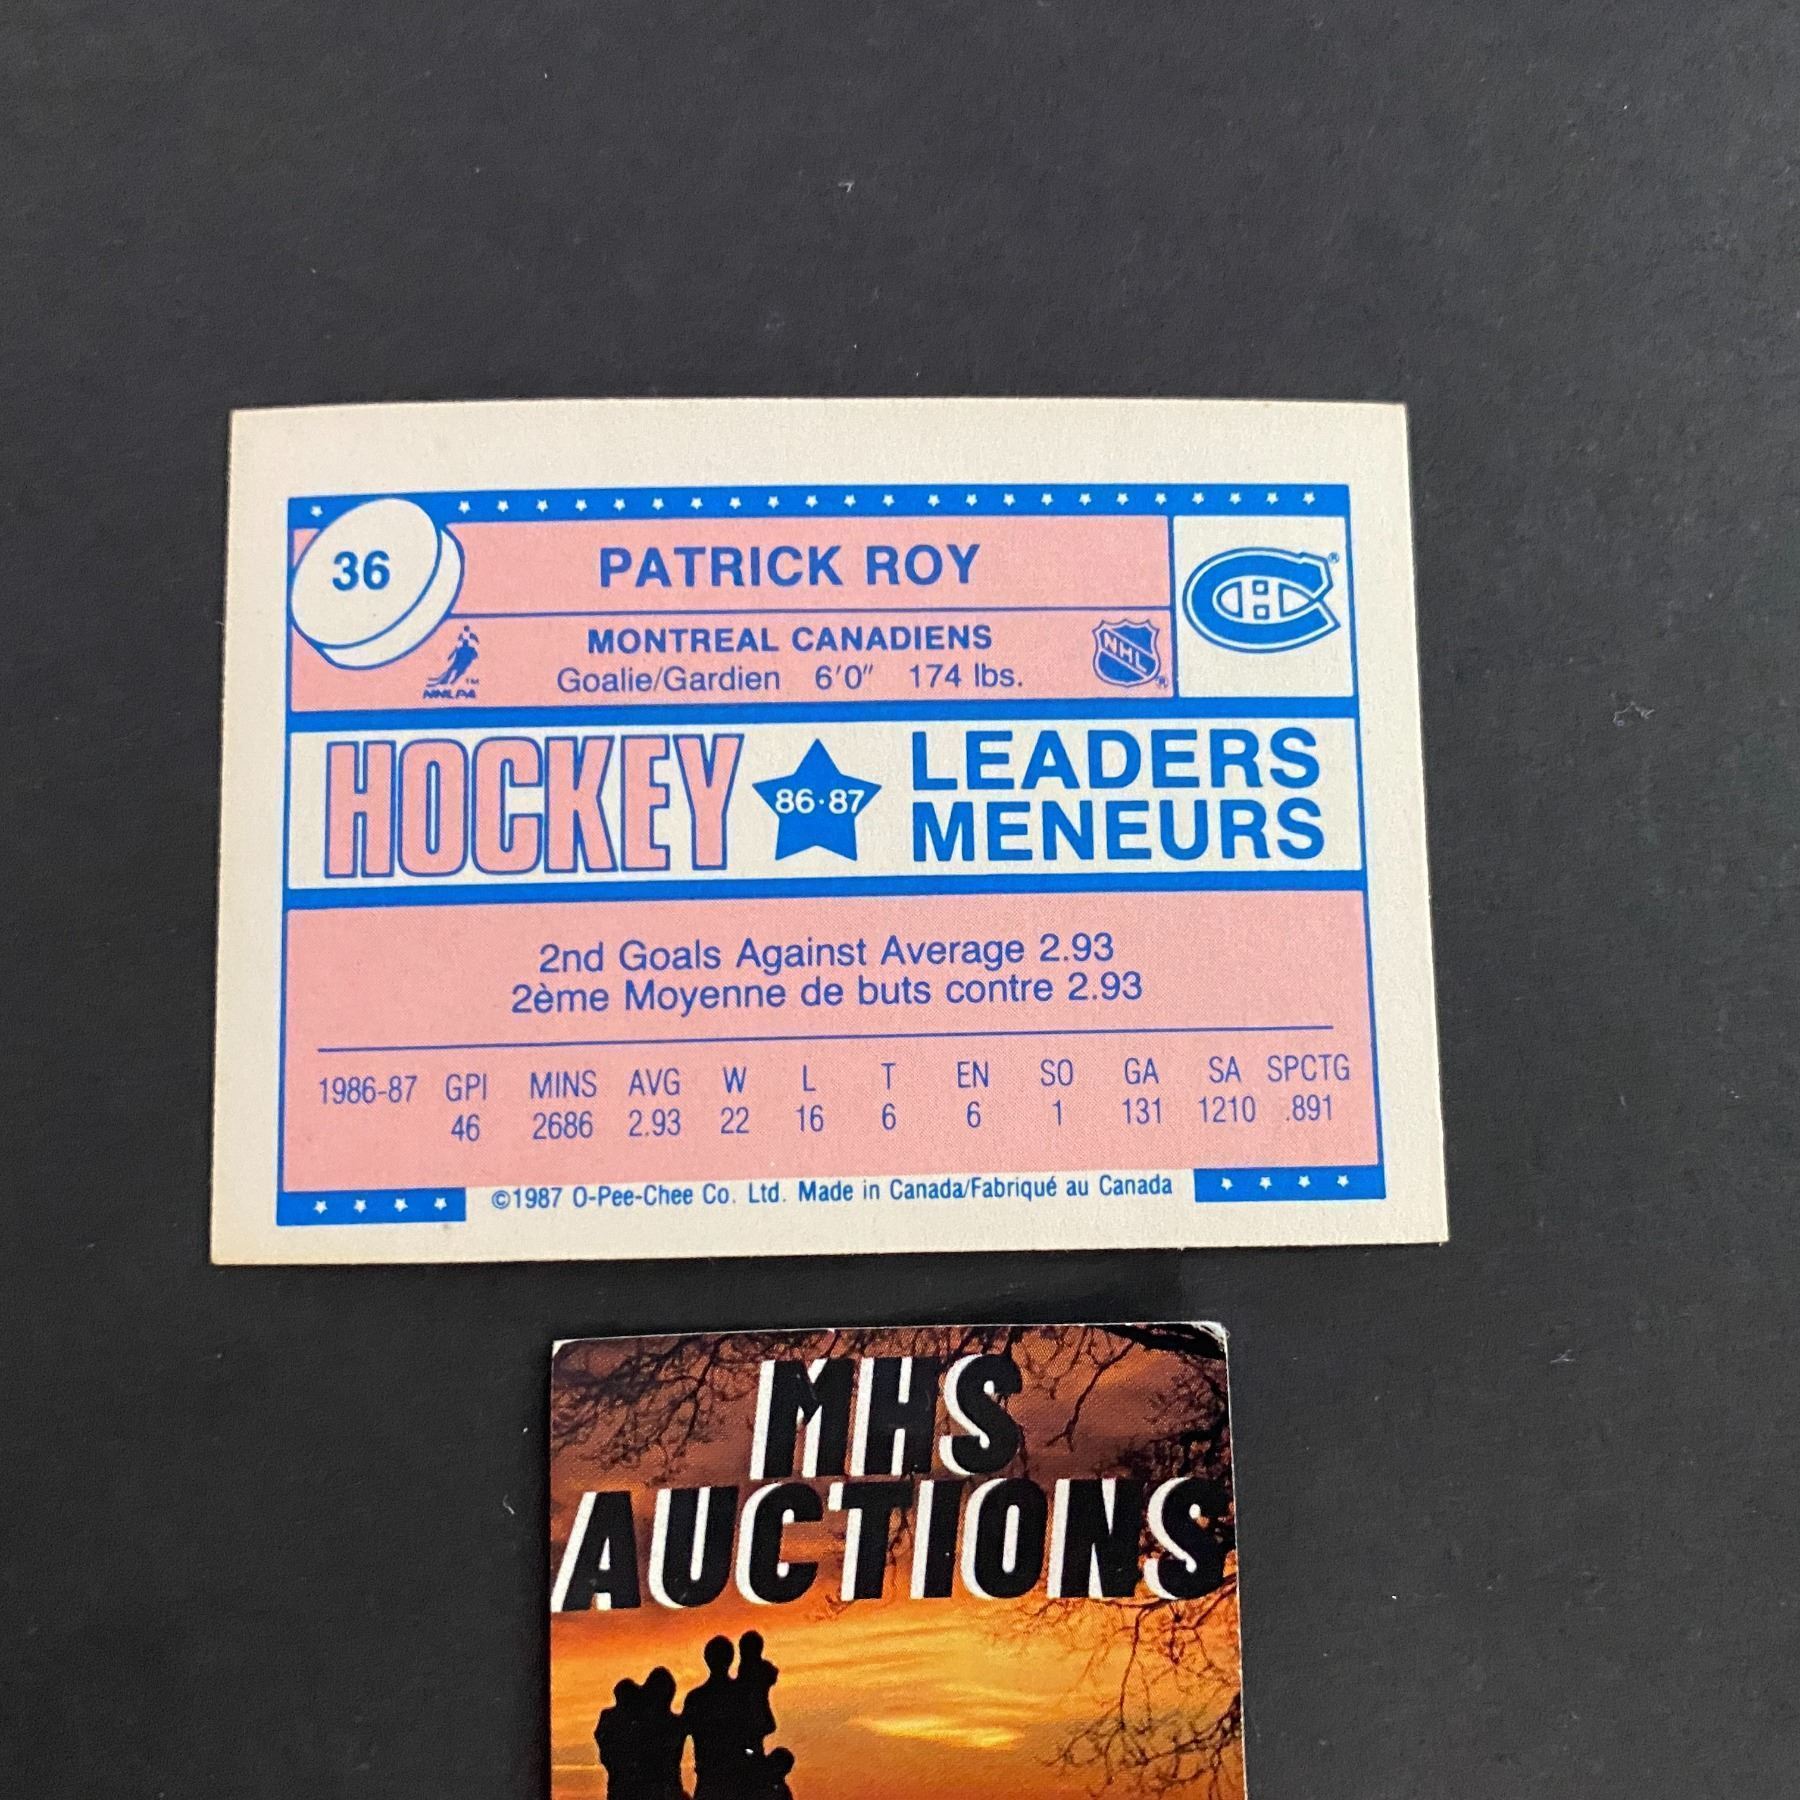 36
PATRICK ROY
MONTREAL CANADIENS
Goalie/Gardien 6'0" 174 lbs.
NHLPA™
NHL®
CH®
HOCKEY 86·87 LEADERS
MENEURS
2nd Goals Against Average 2.93
2ème Moyenne de buts contre 2.93
1986-87 GPI MINS AVG W L T EN SO GA SA SPCTG
46 2686 2.93 22 16 6 6 1 131 1210 .891
©1987 O-Pee-Chee Co. Ltd. Made in Canada/Fabriqué au Canada
MHS
AUCTIONS